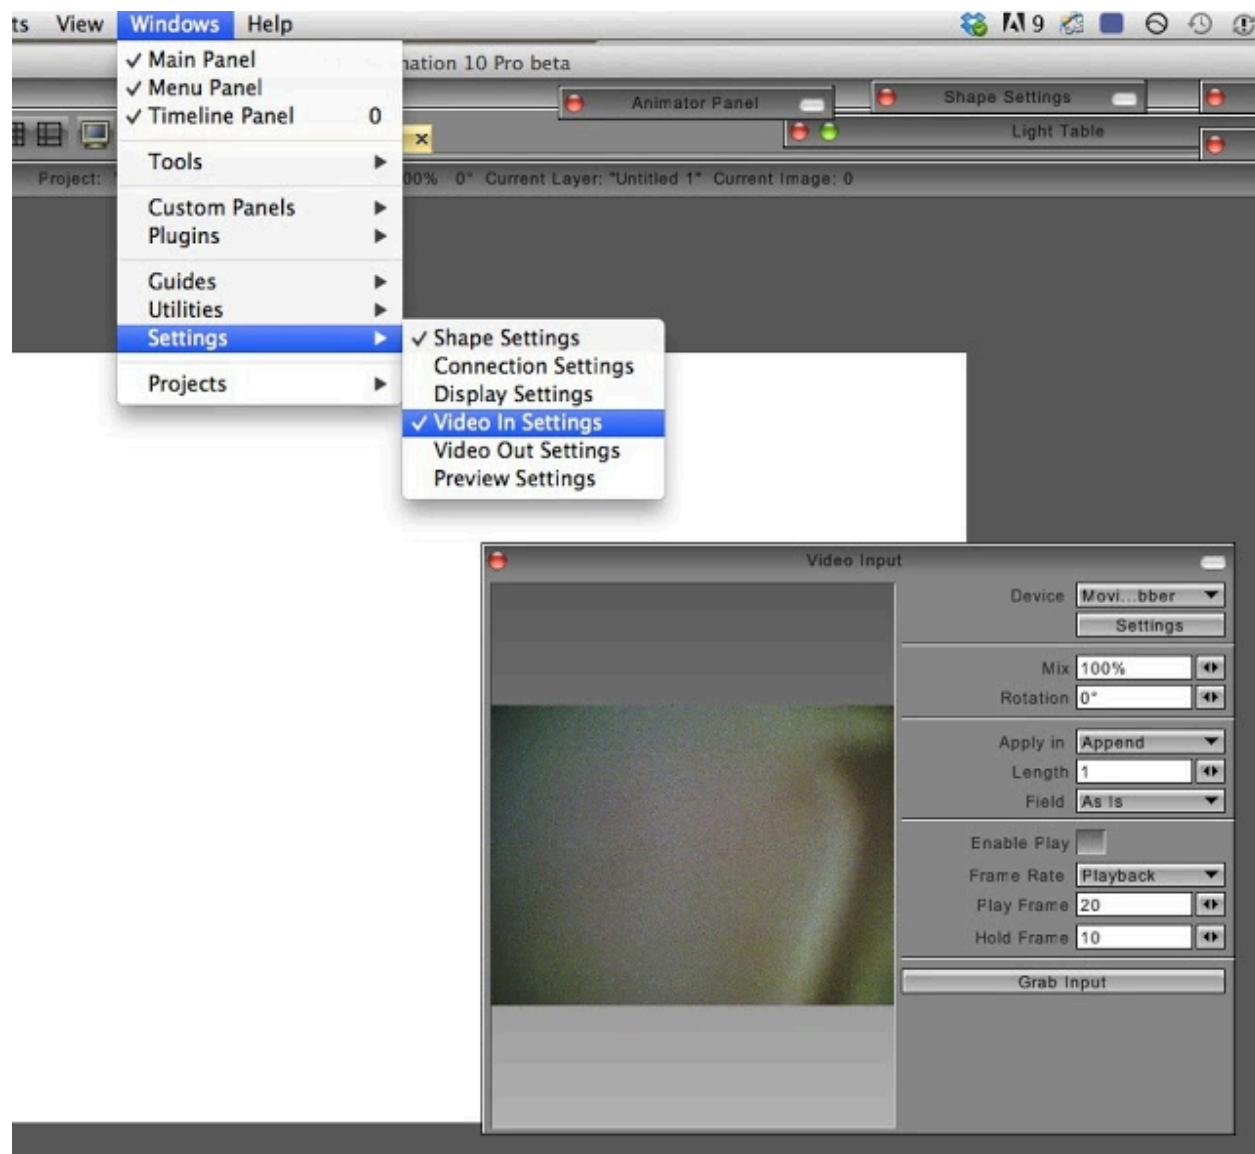 ts View Windows Help 9
✓ Main Panel
nation 10 Pro beta
✓ Menu Panel
Animator Panel
Shape Settings
✓ Timeline Panel 0
Light Table
Tools
Project: 00% 0° Current Layer: "Untitled 1" Current Image: 0
Custom Panels
Plugins
Guides
Utilities
Settings
Projects
✓ Shape Settings
Connection Settings
Display Settings
✓ Video In Settings
Video Out Settings
Preview Settings
Video Input
Device Movi...bber
Settings
Mix 100%
Rotation 0°
Apply in Append
Length 1
Field As Is
Enable Play
Frame Rate Playback
Play Frame 20
Hold Frame 10
Grab Input